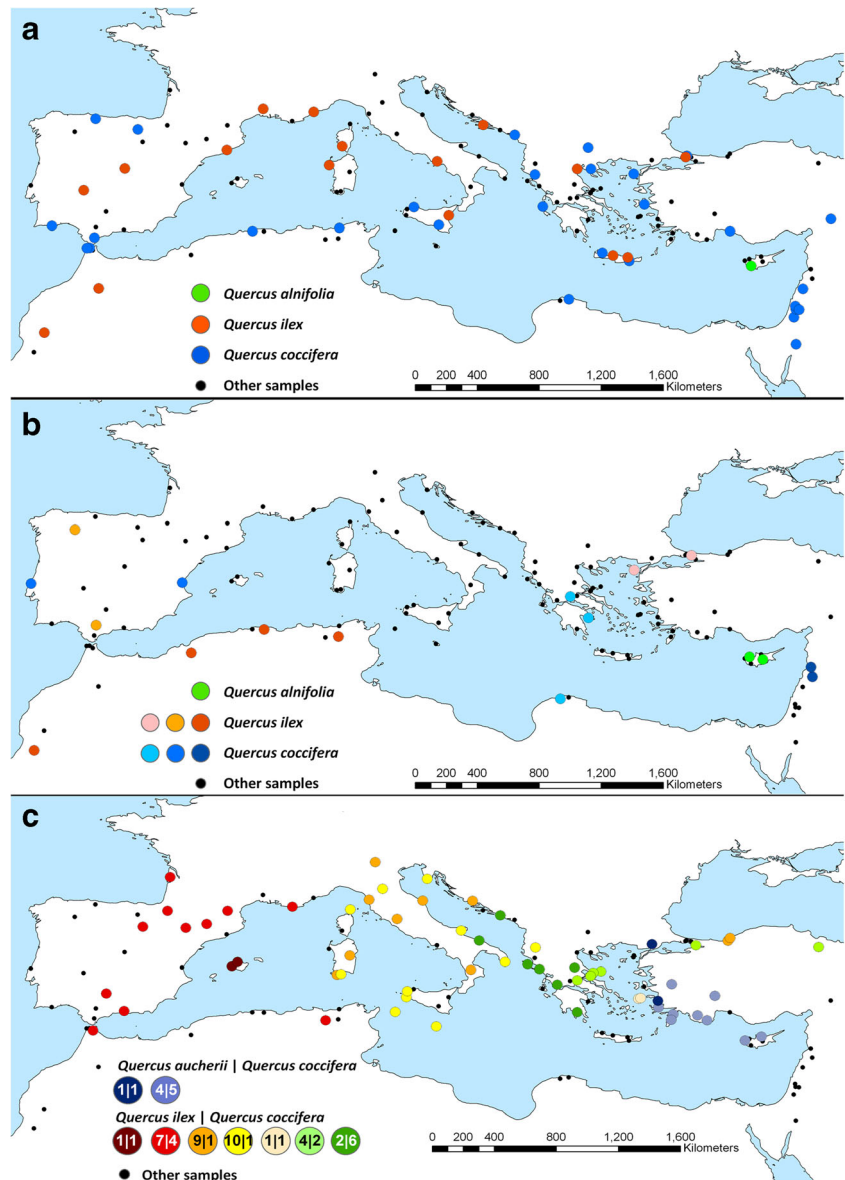 a
Quercus alnifolia
Quercus ilex
Quercus coccifera
Other samples
0 200 400 800 1,200 1,600
Kilometers
b
Quercus alnifolia
Quercus ilex
Quercus coccifera
Other samples
0 200 400 800 1,200 1,600
Kilometers
c
Quercus aucherii | Quercus coccifera
1|1 4|5
Quercus ilex | Quercus coccifera
1|1 7|4 9|1 10|1 1|1 4|2 2|6
Other samples
0 200 400 800 1,200 1,600
Kilometers